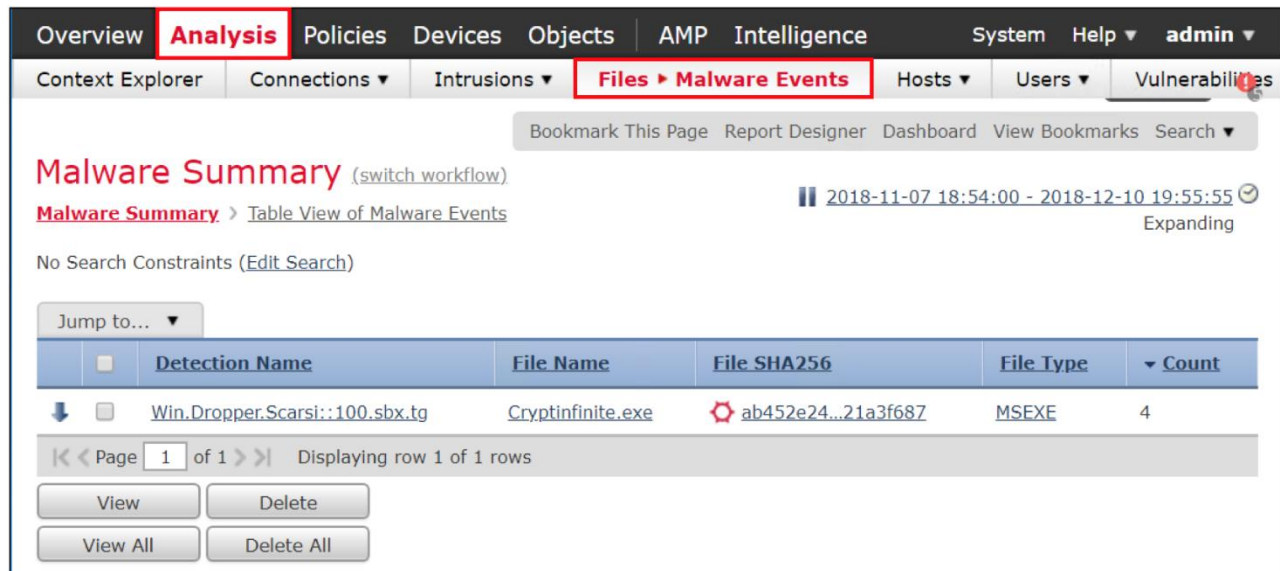 Overview Analysis Policies Devices Objects AMP Intelligence System Help ▾ admin ▾
Context Explorer Connections ▾ Intrusions ▾ Files ▸ Malware Events Hosts ▾ Users ▾ Vulnerabilities
Bookmark This Page Report Designer Dashboard View Bookmarks Search ▾
Malware Summary (switch workflow)
2018-11-07 18:54:00 - 2018-12-10 19:55:55
Malware Summary > Table View of Malware Events
Expanding
No Search Constraints (Edit Search)
Jump to... ▾
Detection Name File Name File SHA256 File Type ▾ Count
Win.Dropper.Scarsi::100.sbx.tg Cryptinfinite.exe ab452e24...21a3f687 MSEXE 4
|< < Page 1 of 1 > >| Displaying row 1 of 1 rows
View Delete
View All Delete All